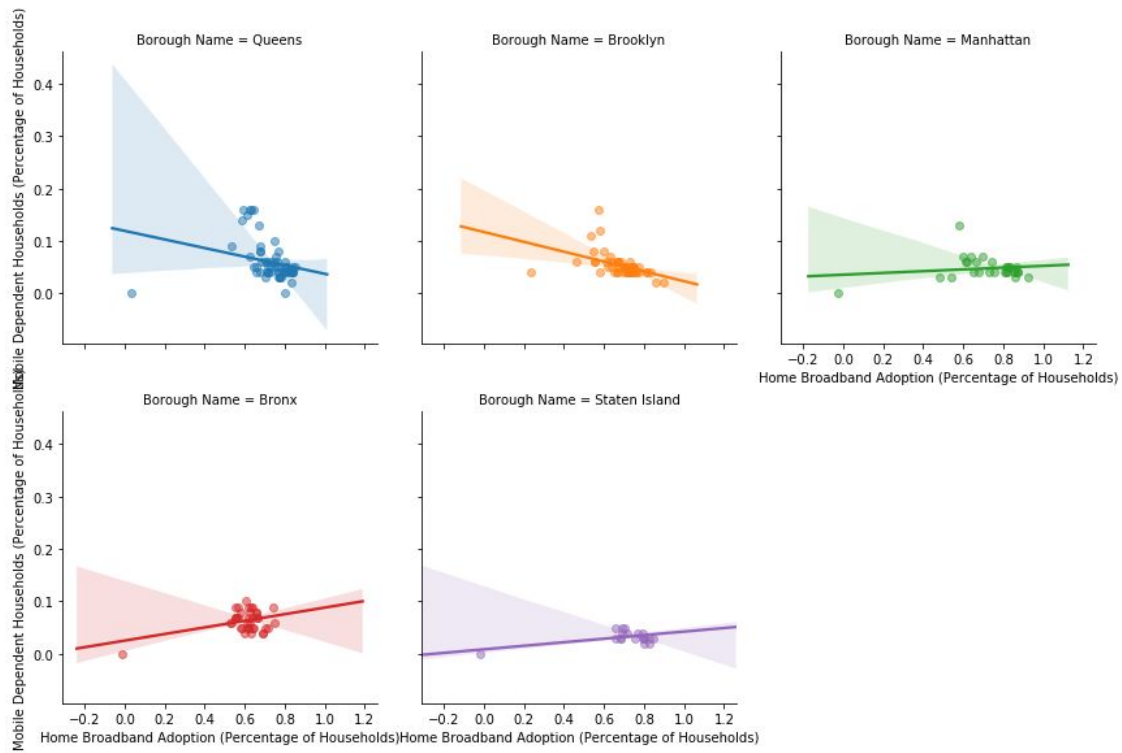 Borough Name = Queens
Borough Name = Brooklyn
Borough Name = Manhattan
Mobile Dependent Households (Percentage of Households)
0.4
0.3
0.2
0.1
0.0
−0.2 0.0 0.2 0.4 0.6 0.8 1.0 1.2
Home Broadband Adoption (Percentage of Households)
Borough Name = Bronx
Borough Name = Staten Island
Mobile Dependent Households (Percentage of Households)
0.4
0.3
0.2
0.1
0.0
−0.2 0.0 0.2 0.4 0.6 0.8 1.0 1.2
Home Broadband Adoption (Percentage of Households)
−0.2 0.0 0.2 0.4 0.6 0.8 1.0 1.2
Home Broadband Adoption (Percentage of Households)